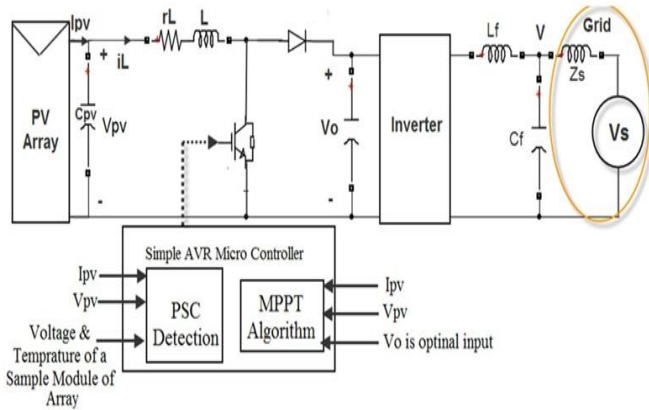 Ipv
rL
L
iL
+
PV
Array
Cpv
Vpv
-
+
Vo
-
Inverter
Lf
V
Grid
Zs
Cf
Vs
Simple AVR Micro Controller
Ipv
Vpv
PSC
Detection
MPPT
Algorithm
Ipv
Vpv
Vo is optinal input
Voltage &
Temprature of a
Sample Module of
Array